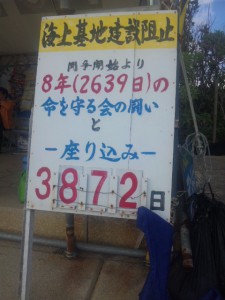 海上基地建設阻止
闘争開始より
8年(2639日)の
命を守る会の闘い
と
-座り込み-
3872日